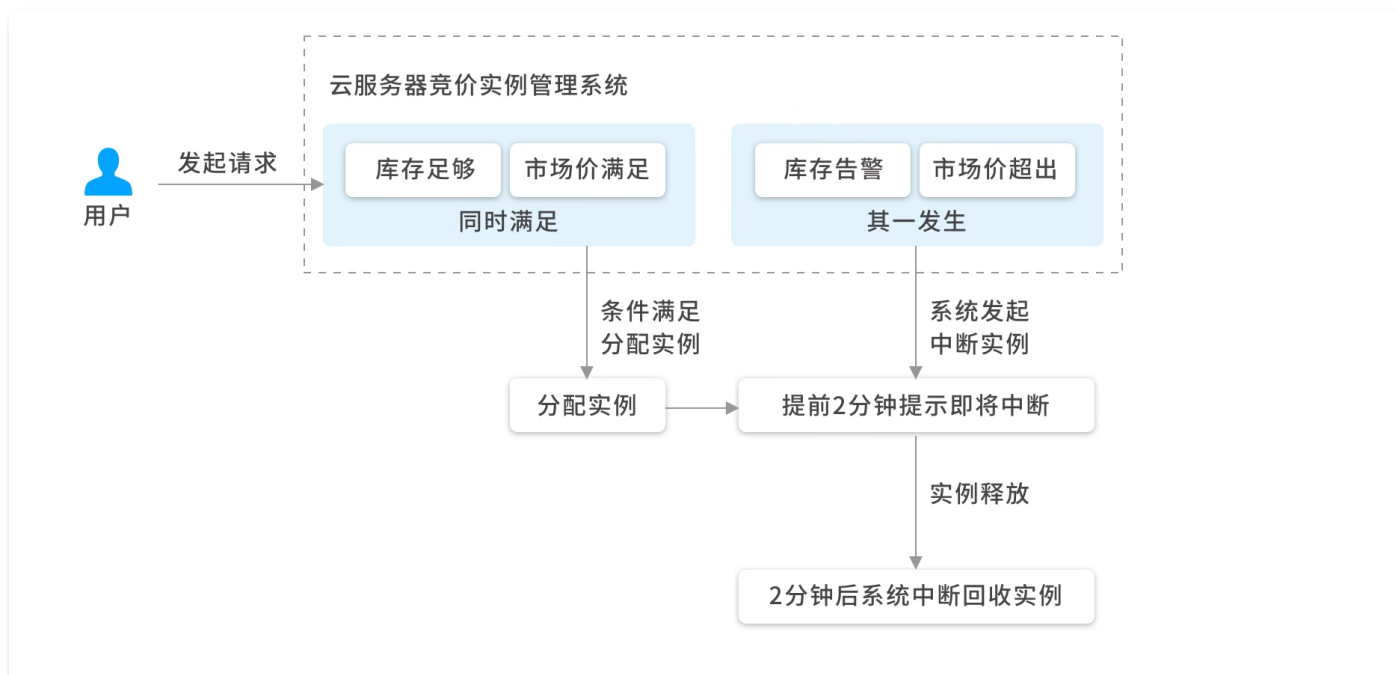 云服务器竞价实例管理系统
发起请求
用户
库存足够
市场价满足
同时满足
库存告警
市场价超出
其一发生
条件满足
分配实例
系统发起
中断实例
分配实例
提前2分钟提示即将中断
实例释放
2分钟后系统中断回收实例